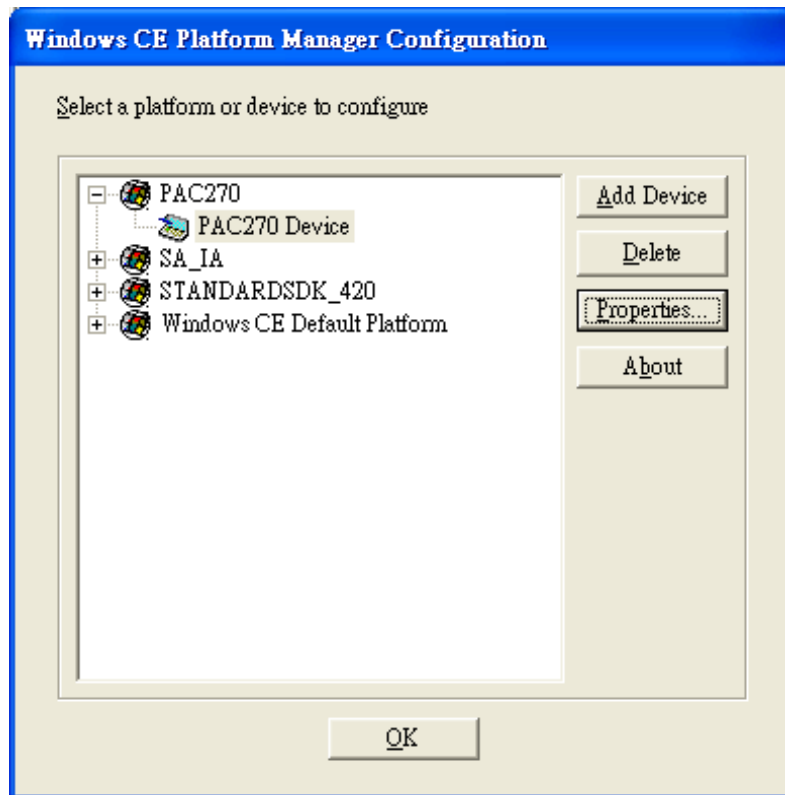 Windows CE Platform Manager Configuration
Select a platform or device to configure
PAC270
PAC270 Device
SA_IA
STANDARDSDK_420
Windows CE Default Platform
Add Device
Delete
Properties...
About
OK